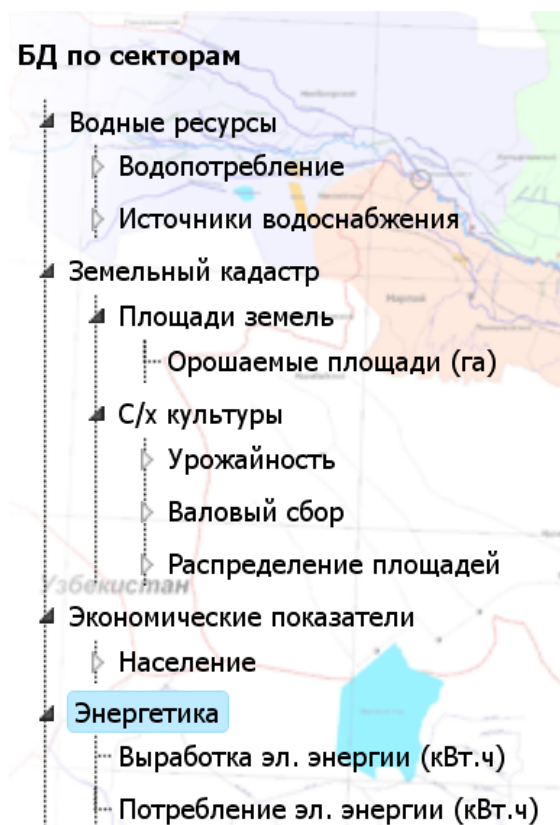 БД по секторам
Водные ресурсы
Водопотребление
Источники водоснабжения
Земельный кадастр
Площади земель
Орошаемые площади (га)
С/х культуры
Урожайность
Валовый сбор
Распределение площадей
Узбекистан
Экономические показатели
Население
Энергетика
Выработка эл. энергии (кВт.ч)
Потребление эл. энергии (кВт.ч)